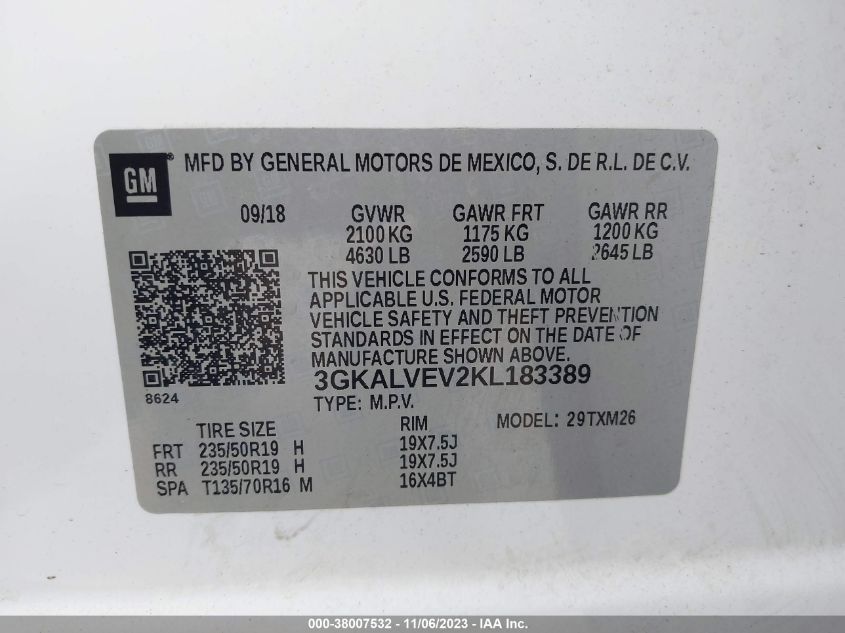 GM ® MFD BY GENERAL MOTORS DE MEXICO, S. DE R.L. DE C.V.
09/18 GVWR GAWR FRT GAWR RR
2100 KG 1175 KG 1200 KG
4630 LB 2590 LB 2645 LB
THIS VEHICLE CONFORMS TO ALL
APPLICABLE U.S. FEDERAL MOTOR
VEHICLE SAFETY AND THEFT PREVENTION
STANDARDS IN EFFECT ON THE DATE OF
MANUFACTURE SHOWN ABOVE.
3GKALVEV2KL183389
8624
TYPE: M.P.V.
TIRE SIZE RIM MODEL: 29TXM26
FRT 235/50R19 H 19X7.5J
RR 235/50R19 H 19X7.5J
SPA T135/70R16 M 16X4BT
000-38007532 - 11/06/2023 - IAA Inc.